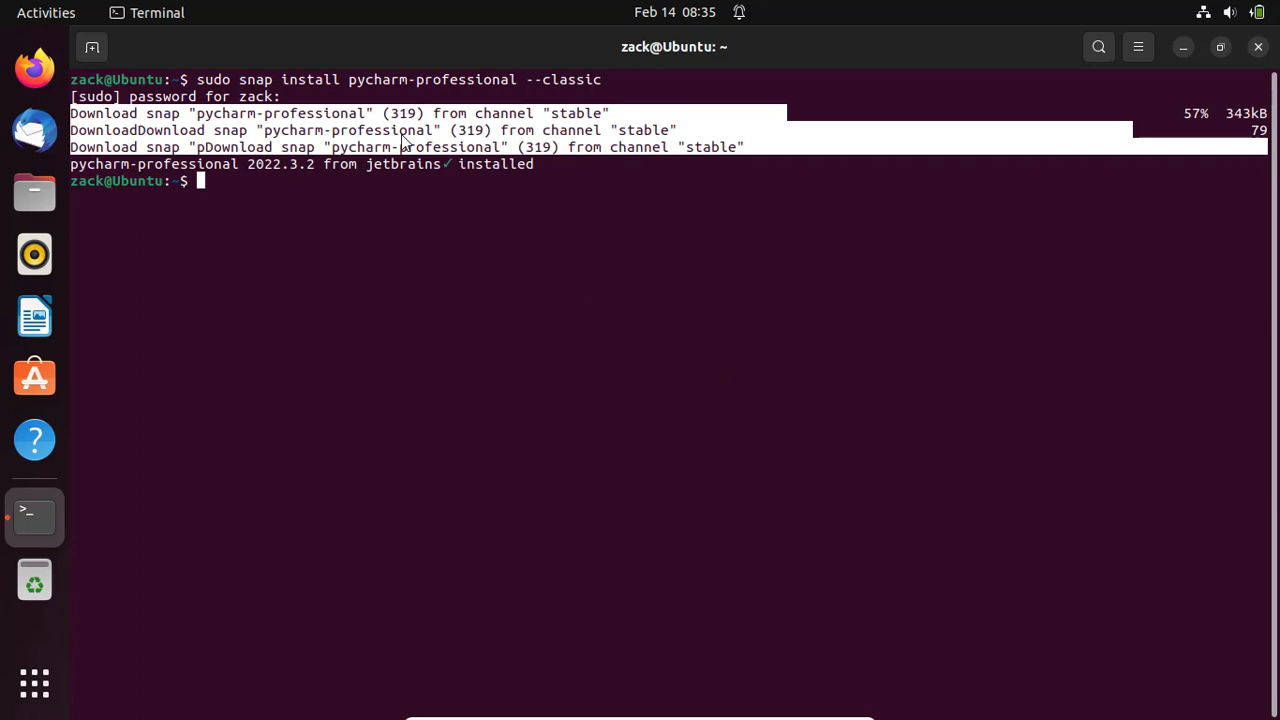 Activities Terminal Feb 14 08:35
zack@Ubuntu: ~
zack@Ubuntu:~$ sudo snap install pycharm-professional --classic
[sudo] password for zack:
Download snap "pycharm-professional" (319) from channel "stable" 57% 343kB
DownloadDownload snap "pycharm-professional" (319) from channel "stable" 79
Download snap "pDownload snap "pycharm-professional" (319) from channel "stable"
pycharm-professional 2022.3.2 from jetbrains✓ installed
zack@Ubuntu:~$